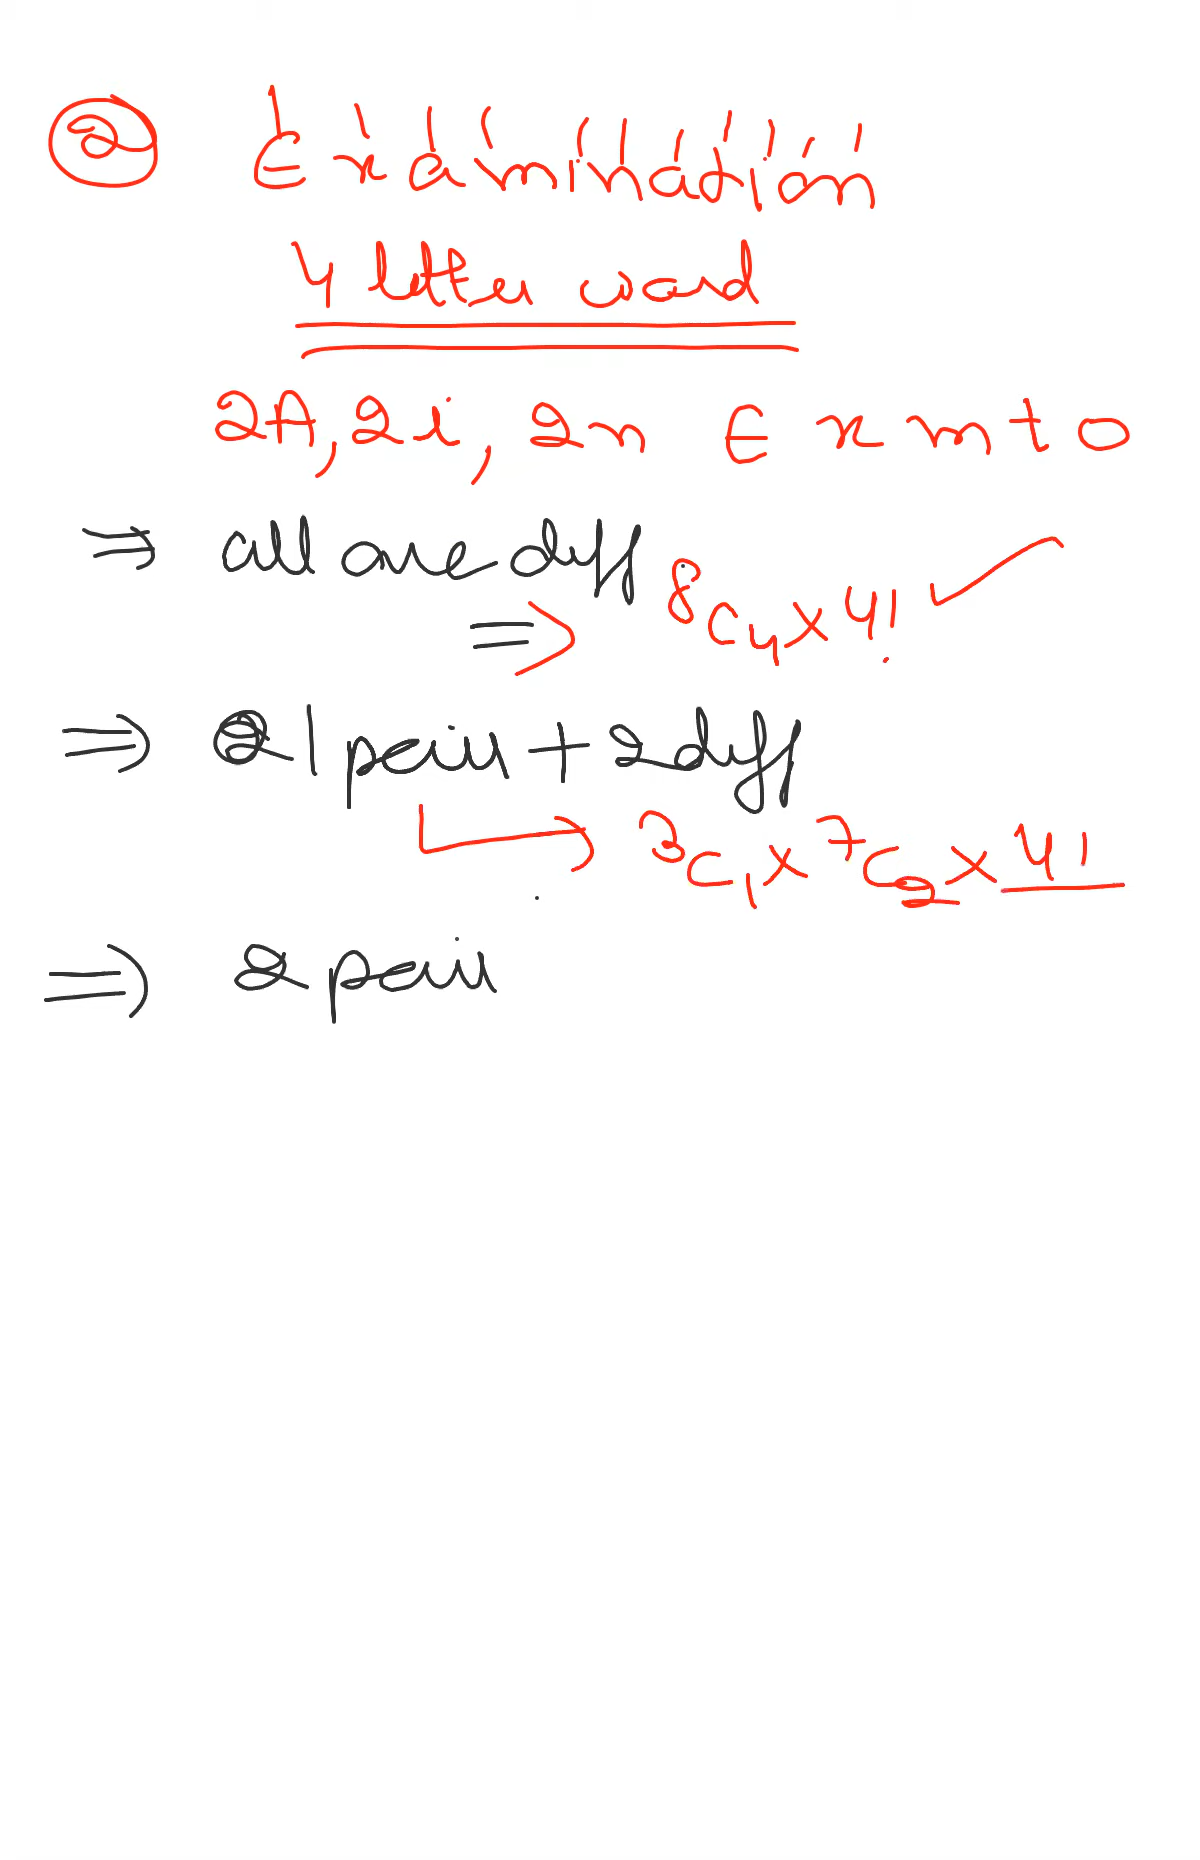 ② Examination
4 letter word
2A, 2i, 2n E x m t o
⇒ all are diff
⇒ ⁸C₄ × 4!
⇒ 1 pair + 2 diff
→ ³C₁ × ⁷C₂ × 4!
⇒ 2 pair